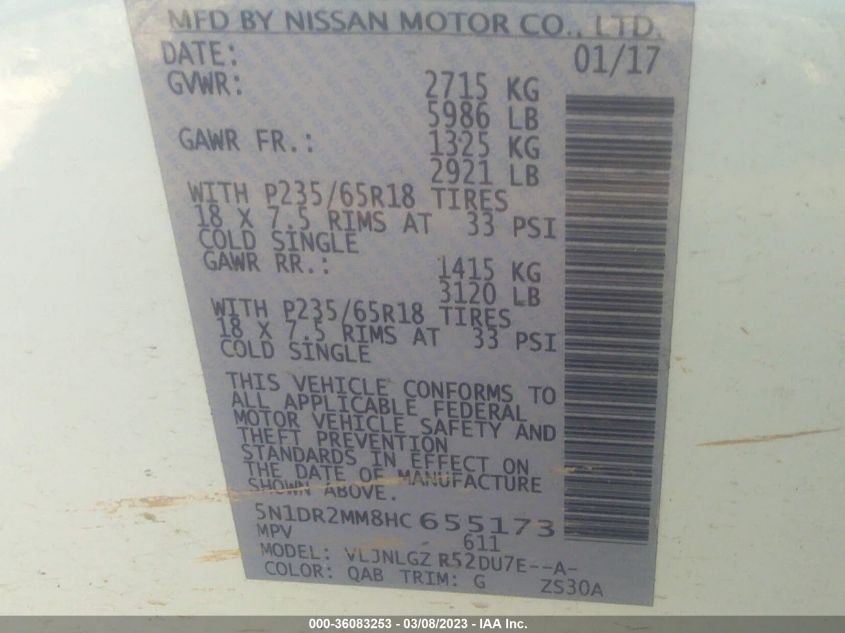 MFD BY NISSAN MOTOR CO., LTD.
DATE: 01/17
GVWR: 2715 KG
5986 LB
GAWR FR.: 1325 KG
2921 LB
WITH P235/65R18 TIRES
18 X 7.5 RIMS AT 33 PSI
COLD SINGLE
GAWR RR.: 1415 KG
3120 LB
WITH P235/65R18 TIRES
18 X 7.5 RIMS AT 33 PSI
COLD SINGLE
THIS VEHICLE CONFORMS TO
ALL APPLICABLE FEDERAL
MOTOR VEHICLE SAFETY AND
THEFT PREVENTION
STANDARDS IN EFFECT ON
THE DATE OF MANUFACTURE
SHOWN ABOVE.
5N1DR2MM8HC 655173
MPV 611
MODEL: VLJNLGZ R52DU7E--A-
COLOR: QAB TRIM: G ZS30A
000-36083253 - 03/08/2023 - IAA Inc.